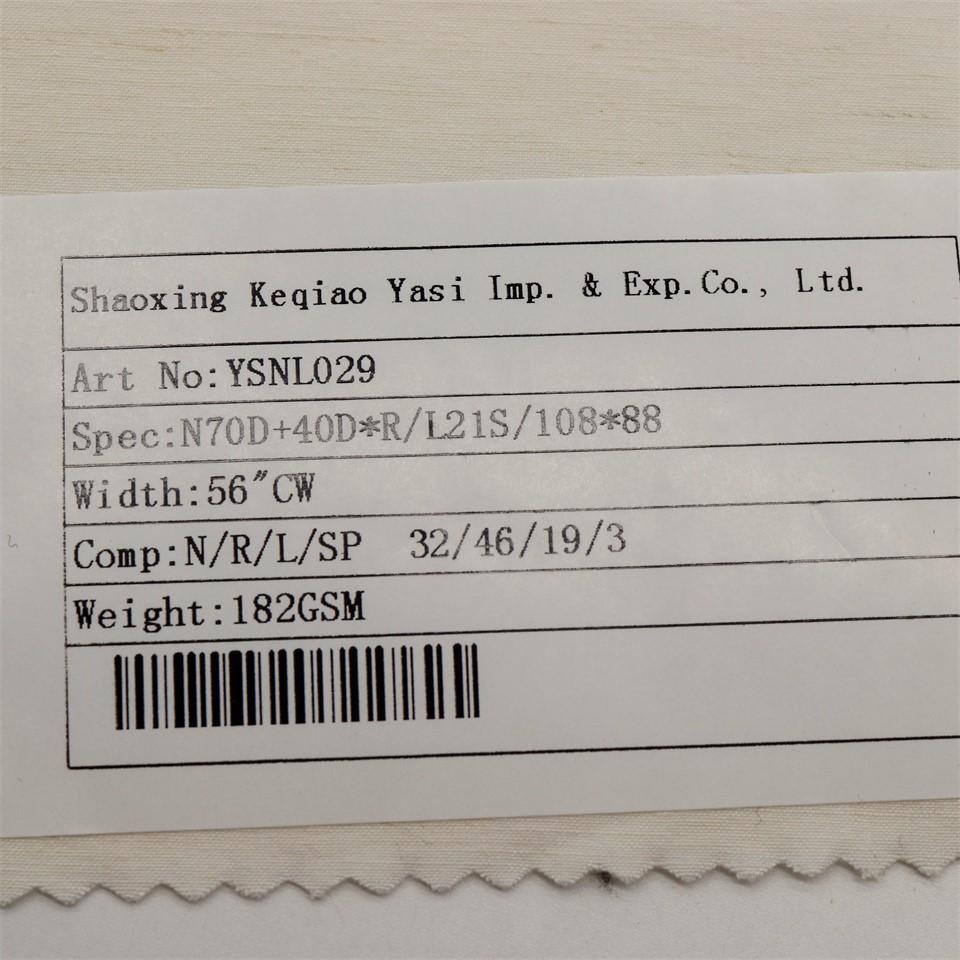 Shaoxing Keqiao Yasi Imp. & Exp.Co., Ltd.
Art No:YSNL029
Spec:N70D+40D*R/L21S/108*88
Width:56"CW
Comp:N/R/L/SP 32/46/19/3
Weight:182GSM